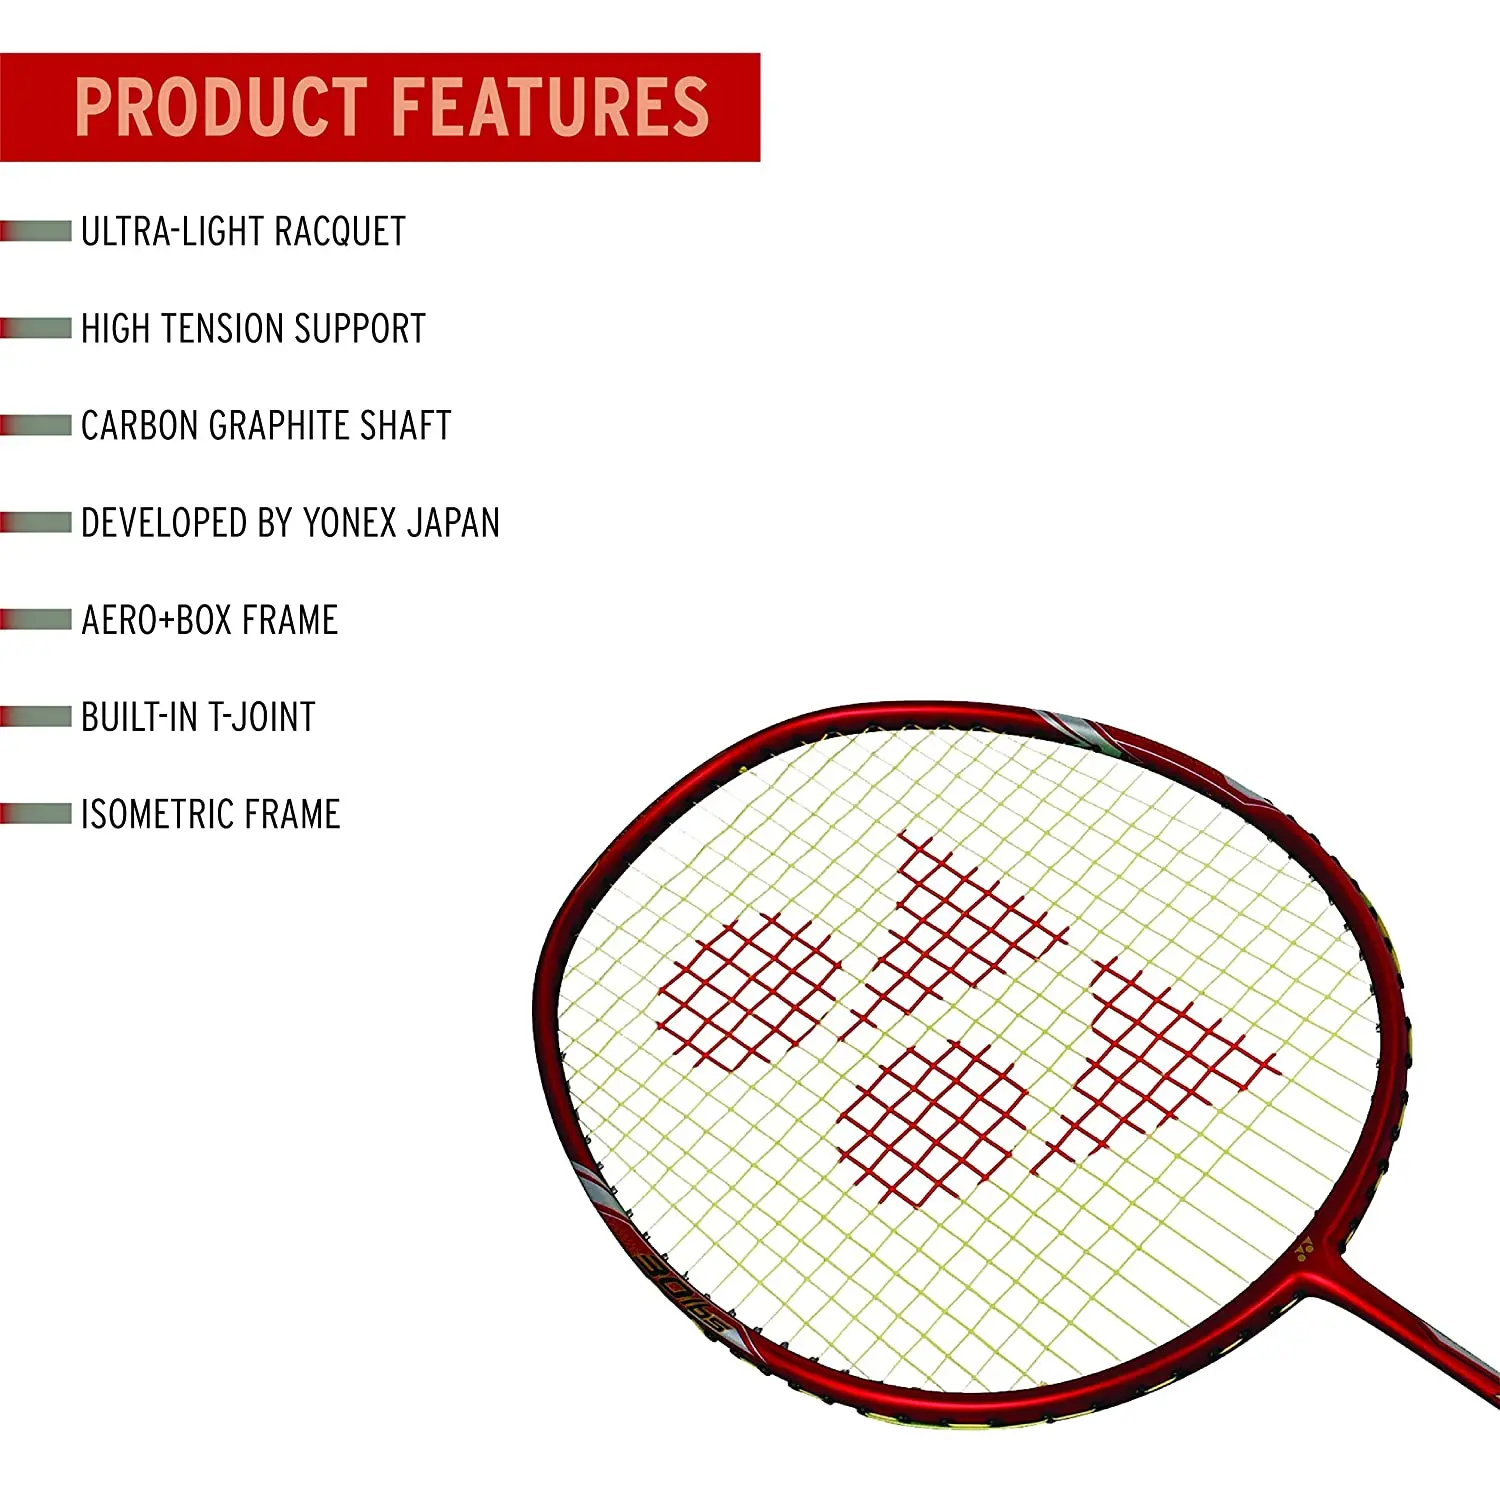 PRODUCT FEATURES
ULTRA-LIGHT RACQUET
HIGH TENSION SUPPORT
CARBON GRAPHITE SHAFT
DEVELOPED BY YONEX JAPAN
AERO+BOX FRAME
BUILT-IN T-JOINT
ISOMETRIC FRAME
30lbs